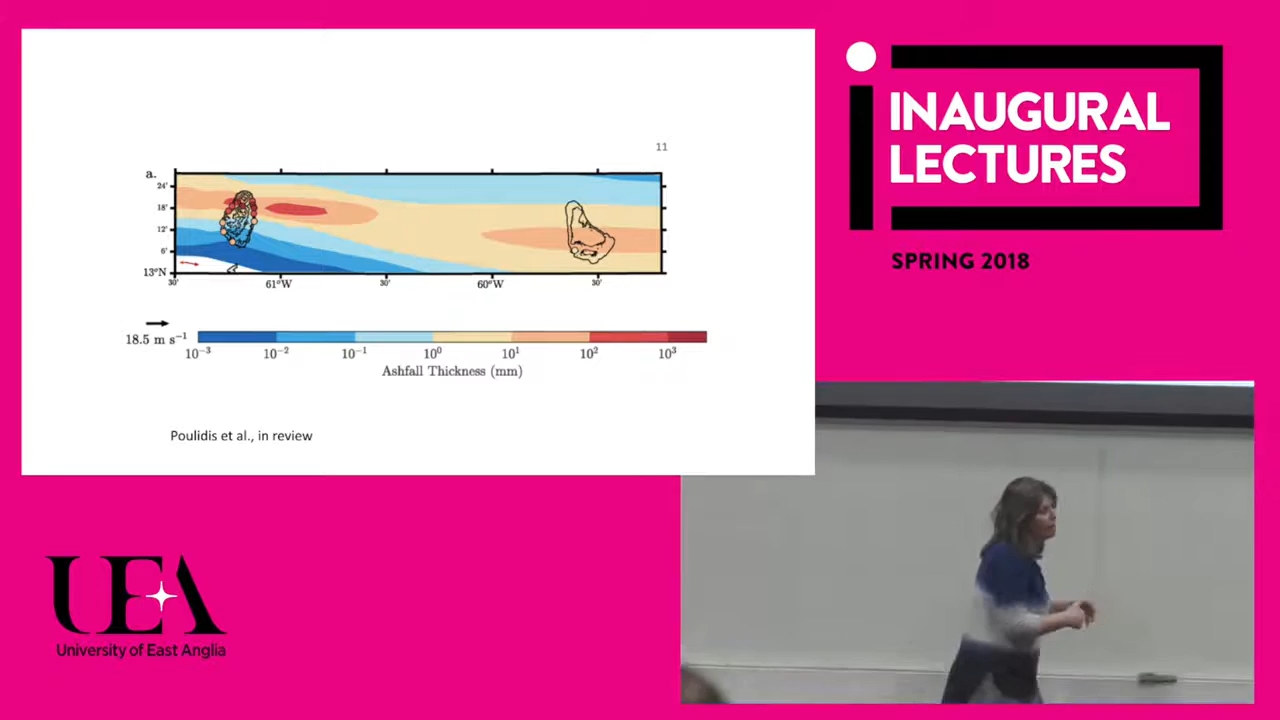 11
a.
24'
18'
12'
6'
13°N
30'
61°W
30'
60°W
30'
18.5 m s⁻¹
10⁻³
10⁻²
10⁻¹
10⁰
10¹
10²
10³
Ashfall Thickness (mm)
Poulidis et al., in review
INAUGURAL
LECTURES
SPRING 2018
UEA
University of East Anglia